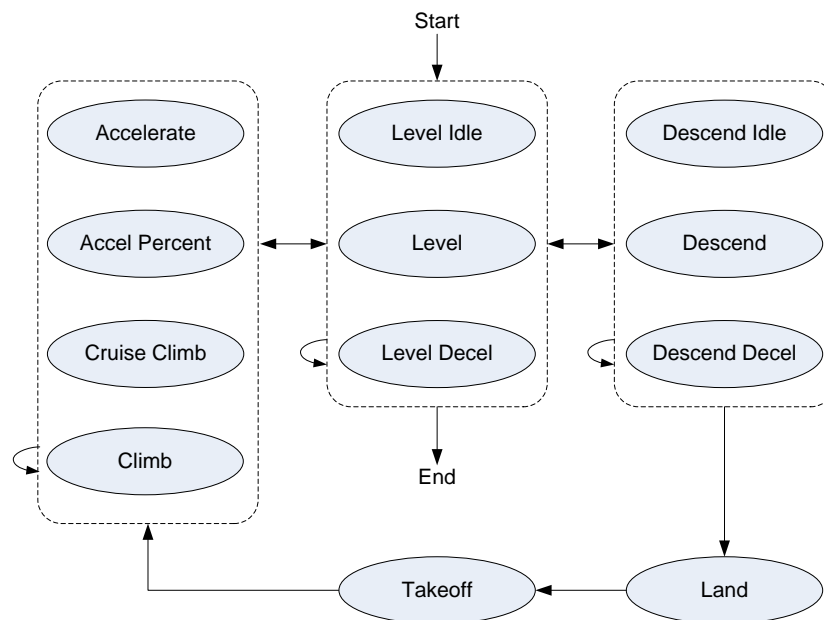 Start
Accelerate
Level Idle
Descend Idle
Accel Percent
Level
Descend
Cruise Climb
Level Decel
Descend Decel
Climb
End
Takeoff
Land